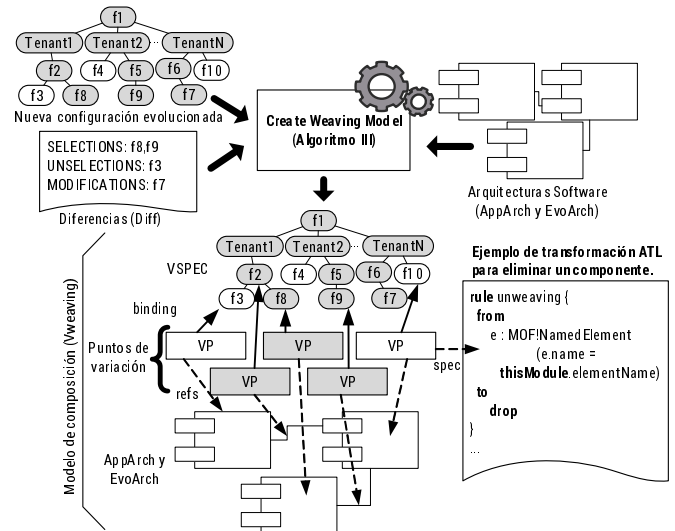 f1
Tenant1 Tenant2 ... TenantN
f2 f4 f5 f6 f10
f3 f8 f9 f7
Nueva configuración evolucionada
SELECTIONS: f8,f9
UNSELECTIONS: f3
MODIFICATIONS: f7
Diferencias (Diff)
Create Weaving Model
(Algoritmo III)
Arquitecturas Software
(AppArch y EvoArch)
f1
Tenant1 Tenant2 ... TenantN
VSPEC
f2 f4 f5 f6 f10
f3 f8 f9 f7
binding
Puntos de
variación
VP VP VP
VP VP
refs
spec
AppArch y
EvoArch
Modelo de composición (Vweaving)
Ejemplo de transformación ATL
para eliminar un componente.
rule unweaving {
from
e : MOF!NamedElement
(e.name =
thisModule.elementName)
to
drop
}
...